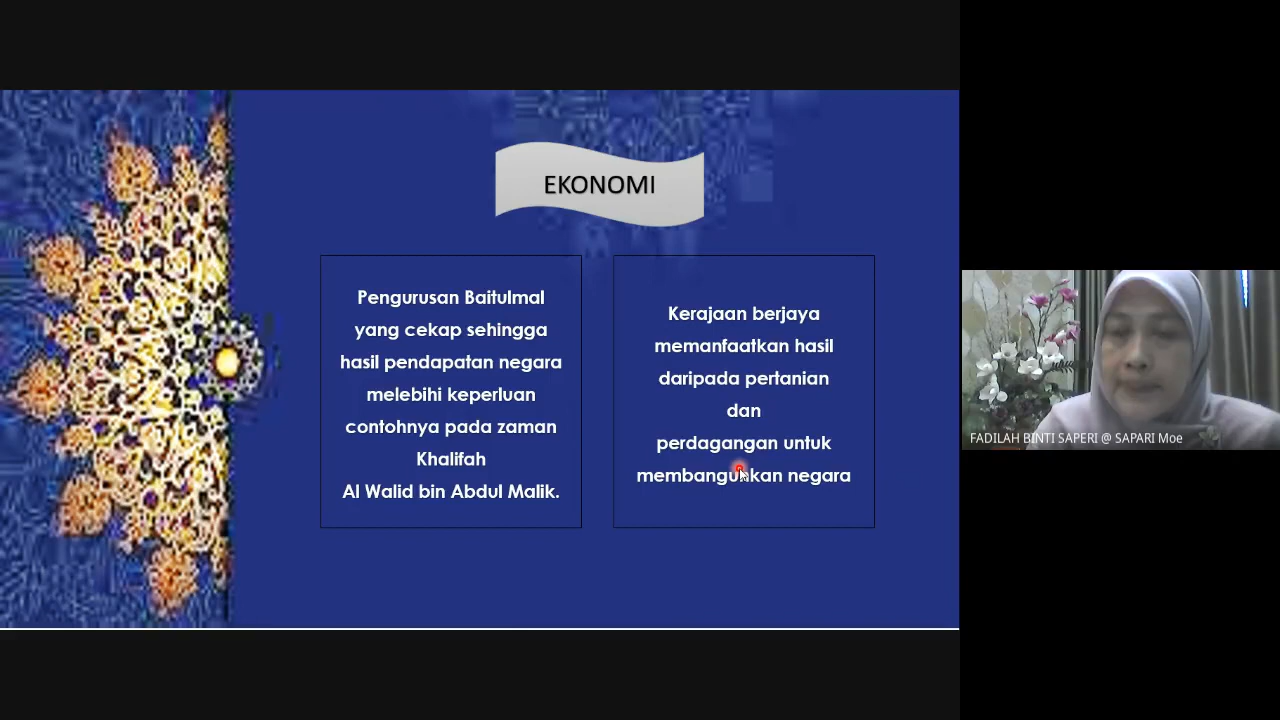 EKONOMI
Pengurusan Baitulmal
yang cekap sehingga
hasil pendapatan negara
melebihi keperluan
contohnya pada zaman
Khalifah
Al Walid bin Abdul Malik.
Kerajaan berjaya
memanfaatkan hasil
daripada pertanian
dan
perdagangan untuk
membangunkan negara
FADILAH BINTI SAPERI @ SAPARI Moe